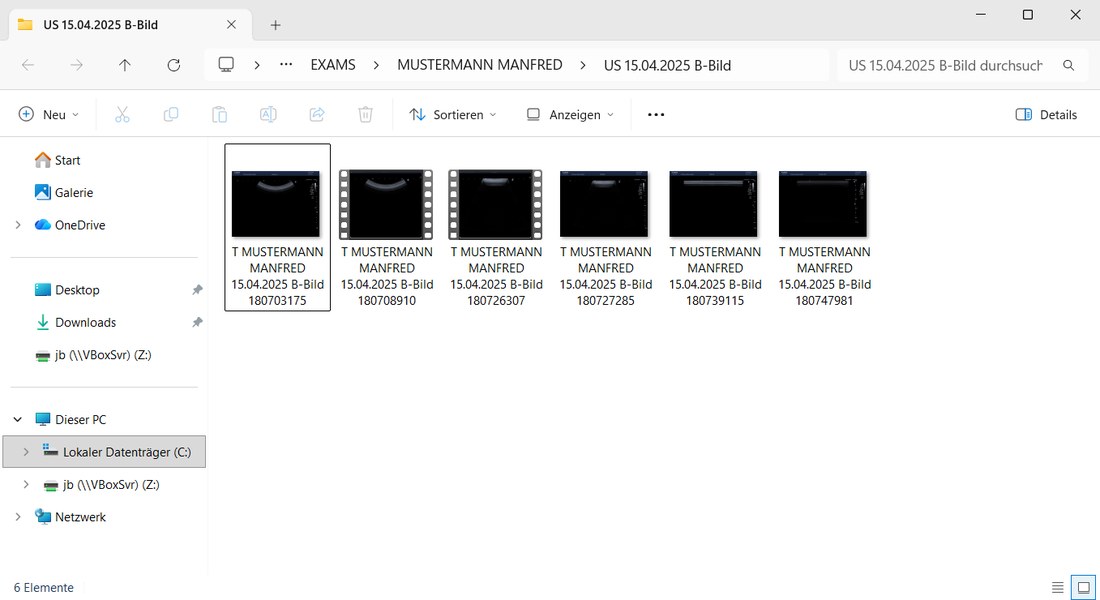 US 15.04.2025 B-Bild
EXAMS
MUSTERMANN MANFRED
US 15.04.2025 B-Bild
US 15.04.2025 B-Bild durchsuch
Neu
Sortieren
Anzeigen
Details
Start
Galerie
OneDrive
Desktop
Downloads
jb (\\VBoxSvr) (Z:)
Dieser PC
Lokaler Datenträger (C:)
jb (\\VBoxSvr) (Z:)
Netzwerk
T MUSTERMANN
MANFRED
15.04.2025 B-Bild
180703175
T MUSTERMANN
MANFRED
15.04.2025 B-Bild
180708910
T MUSTERMANN
MANFRED
15.04.2025 B-Bild
180726307
T MUSTERMANN
MANFRED
15.04.2025 B-Bild
180727285
T MUSTERMANN
MANFRED
15.04.2025 B-Bild
180739115
T MUSTERMANN
MANFRED
15.04.2025 B-Bild
180747981
6 Elemente